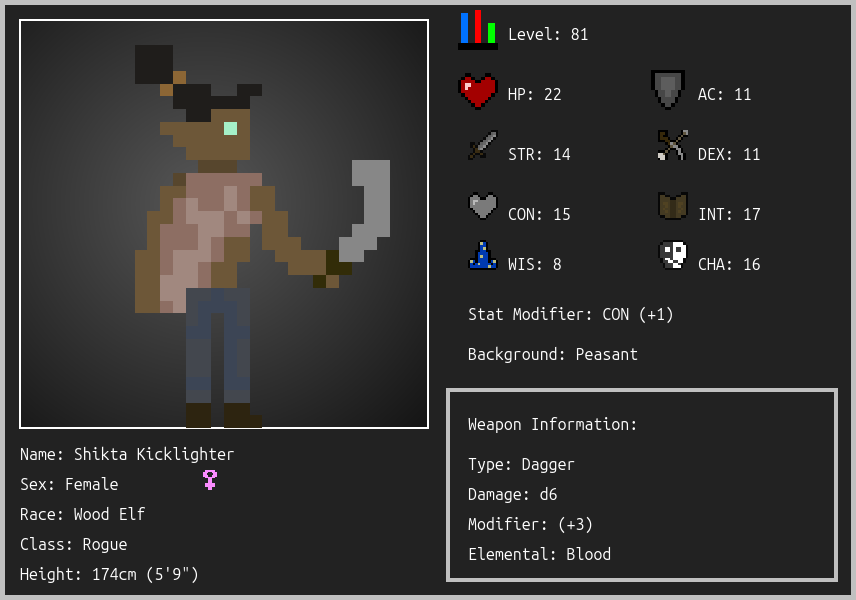 Level: 81
HP: 22
AC: 11
STR: 14
DEX: 11
CON: 15
INT: 17
WIS: 8
CHA: 16
Stat Modifier: CON (+1)
Background: Peasant
Weapon Information:
Type: Dagger
Damage: d6
Modifier: (+3)
Elemental: Blood
Name: Shikta Kicklighter
Sex: Female
Race: Wood Elf
Class: Rogue
Height: 174cm (5'9")